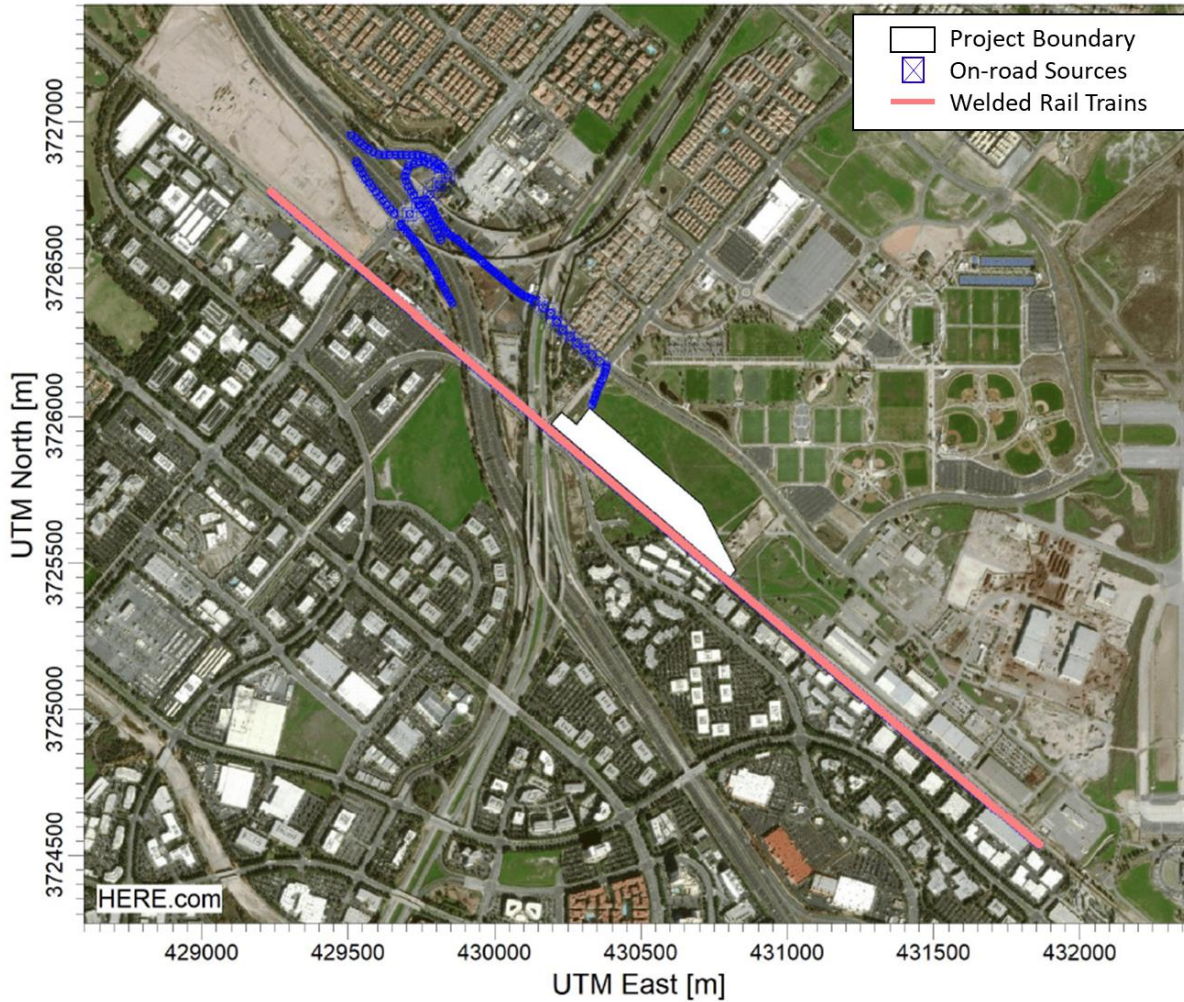 Project Boundary
On-road Sources
Welded Rail Trains
UTM North [m]
3727000
3726500
3726000
3725500
3725000
3724500
HERE.com
429000 429500 430000 430500 431000 431500 432000
UTM East [m]